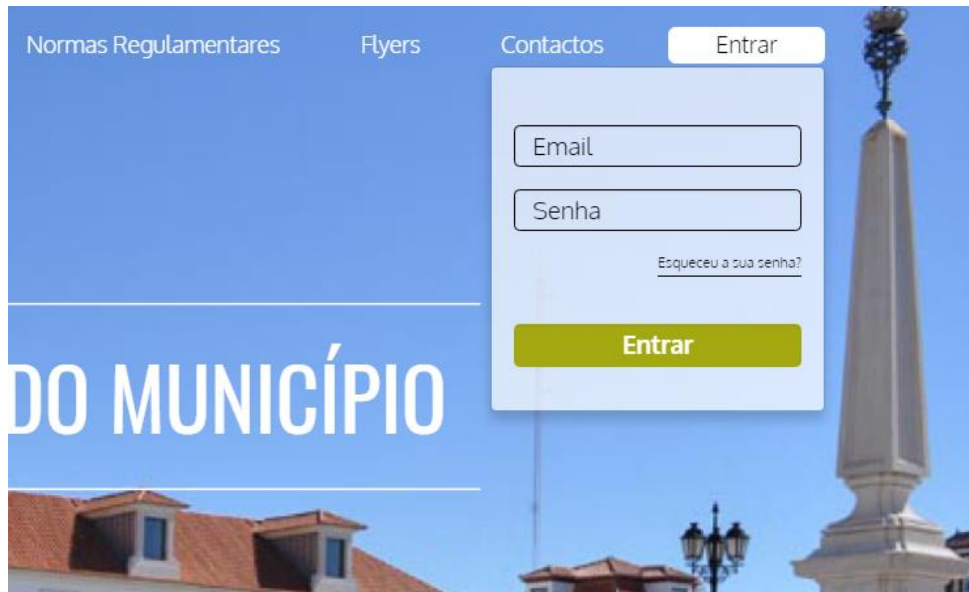 Normas Regulamentares Flyers Contactos Entrar
Email
Senha
Esqueceu a sua senha?
Entrar
DO MUNICÍPIO